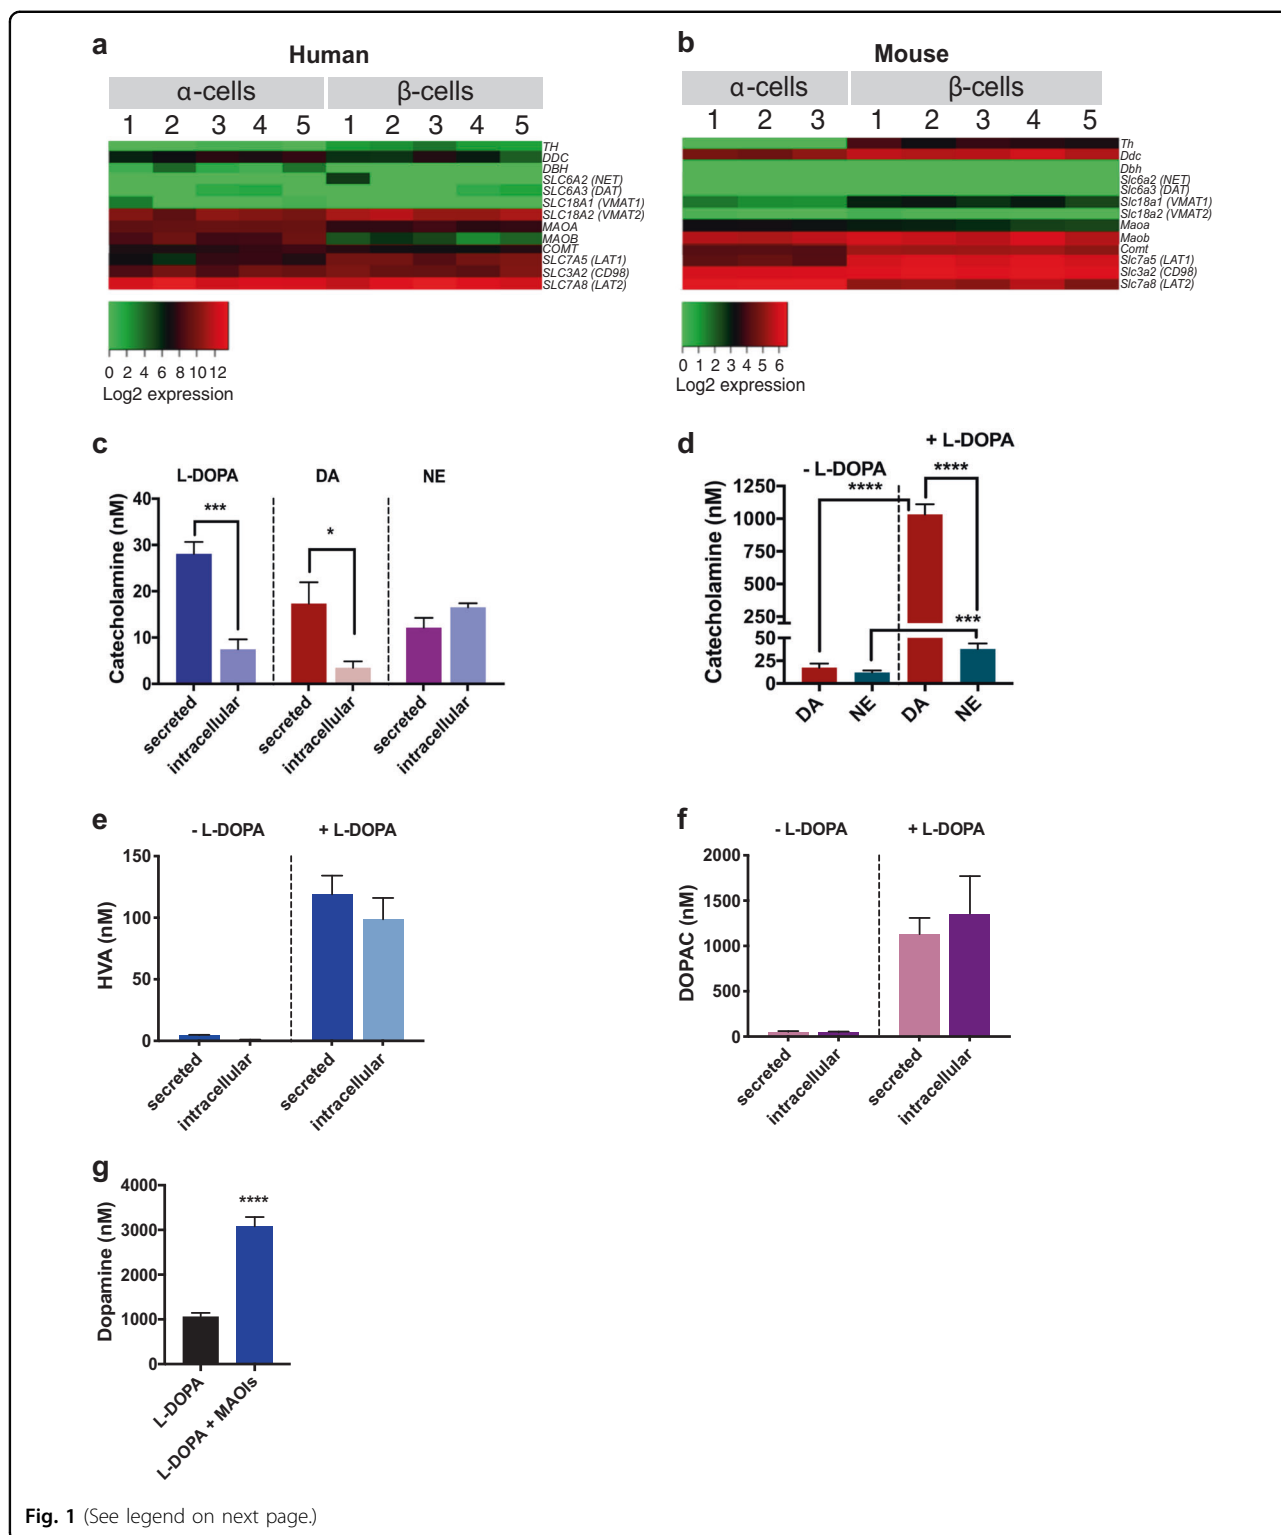 a
Human
α-cells β-cells
1 2 3 4 5 1 2 3 4 5
TH
DDC
DBH
SLC6A2 (NET)
SLC6A3 (DAT)
SLC18A1 (VMAT1)
SLC18A2 (VMAT2)
MAOA
MAOB
COMT
SLC7A5 (LAT1)
SLC3A2 (CD98)
SLC7A8 (LAT2)
0 2 4 6 8 10 12
Log2 expression
b
Mouse
α-cells β-cells
1 2 3 1 2 3 4 5
Th
Ddc
Dbh
Slc6a2 (NET)
Slc6a3 (DAT)
Slc18a1 (VMAT1)
Slc18a2 (VMAT2)
Maoa
Maob
Comt
Slc7a5 (LAT1)
Slc3a2 (CD98)
Slc7a8 (LAT2)
0 1 2 3 4 5 6
Log2 expression
c
L-DOPA DA NE
Catecholamine (nM)
40
30
20
10
0
***
*
secreted
intracellular
secreted
intracellular
secreted
intracellular
d
- L-DOPA
+ L-DOPA
Catecholamine (nM)
1250
1000
750
500
250
50
25
0
****
****
***
DA
NE
DA
NE
e
- L-DOPA + L-DOPA
HVA (nM)
150
100
50
0
secreted
intracellular
secreted
intracellular
f
- L-DOPA + L-DOPA
DOPAC (nM)
2000
1500
1000
500
0
secreted
intracellular
secreted
intracellular
g
Dopamine (nM)
4000
3000
2000
1000
0
****
L-DOPA
L-DOPA + MAOIs
Fig. 1 (See legend on next page.)